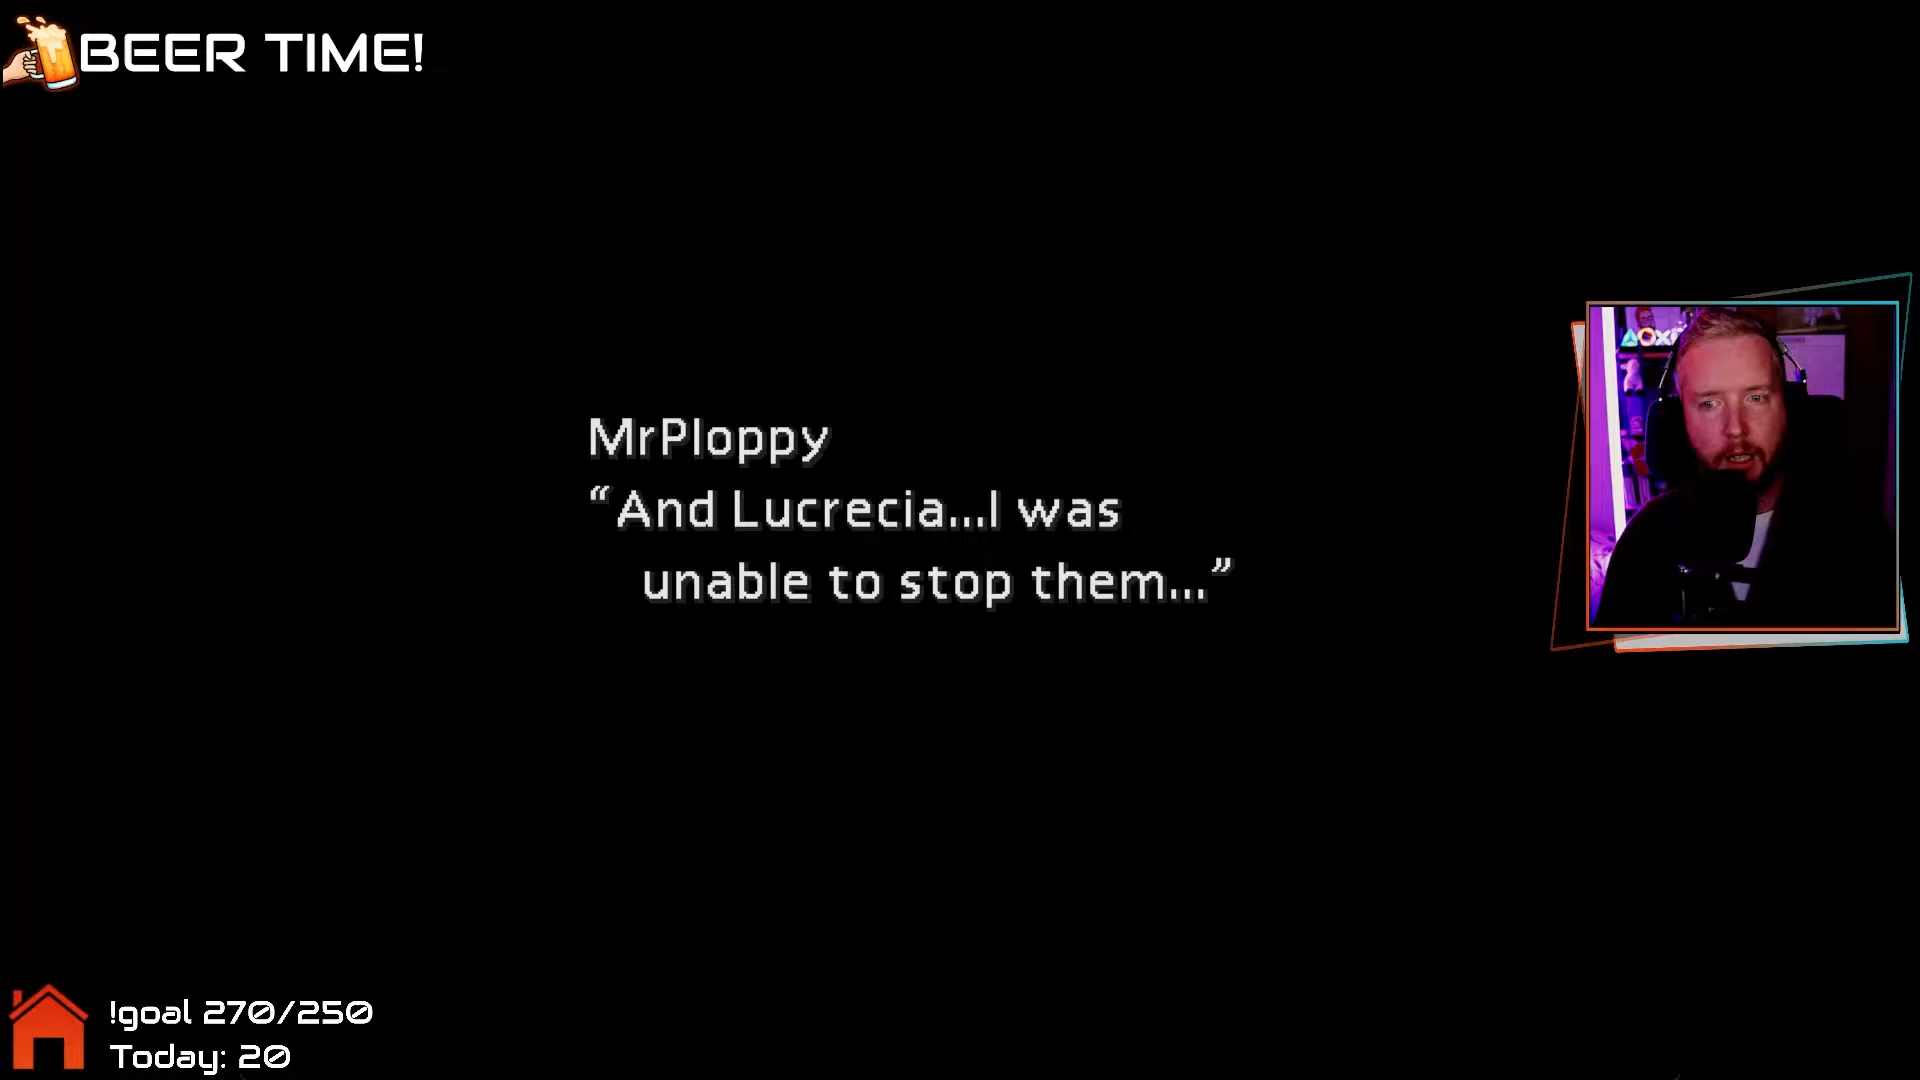 BEER TIME!
MrPloppy
“And Lucrecia...I was
unable to stop them...”
!goal 270/250
Today: 20